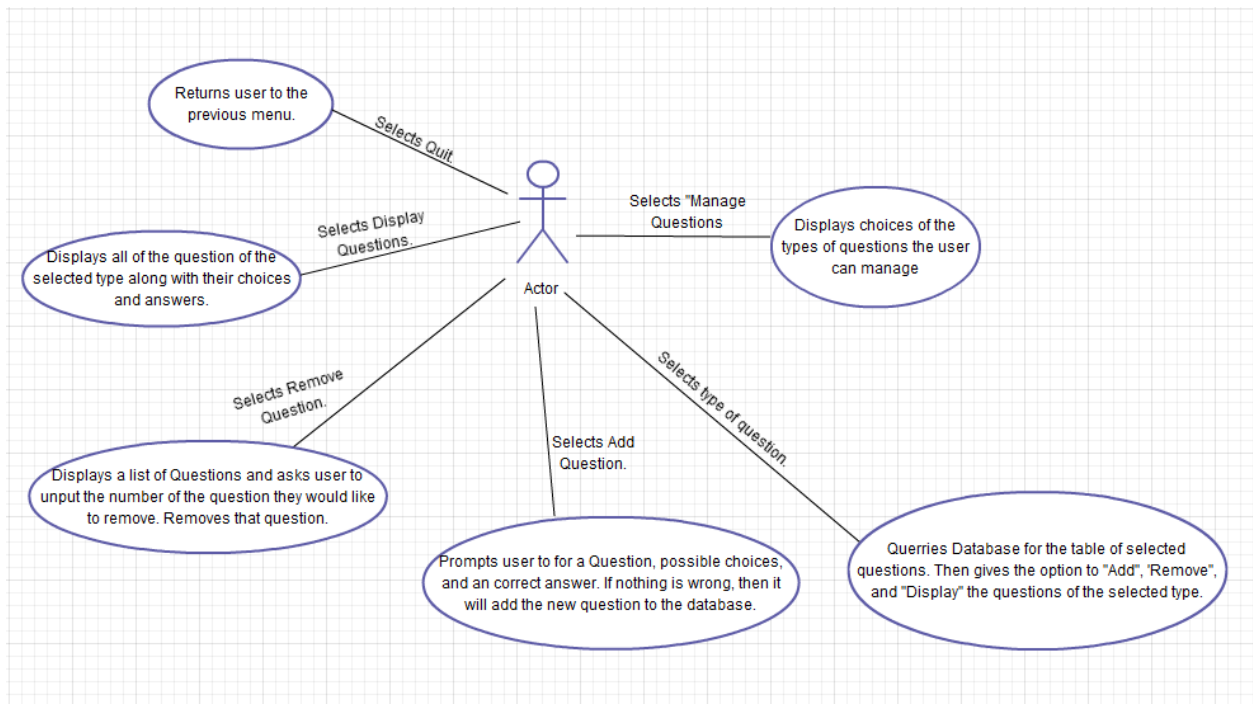 Returns user to the
previous menu.
Selects Quit.
Selects "Manage
Questions
Displays choices of the
types of questions the user
can manage
Selects Display
Questions.
Displays all of the question of the
selected type along with their choices
and answers.
Actor
Selects Remove
Question.
Selects type of question.
Selects Add
Question.
Displays a list of Questions and asks user to
unput the number of the question they would like
to remove. Removes that question.
Prompts user to for a Question, possible choices,
and an correct answer. If nothing is wrong, then it
will add the new question to the database.
Querries Database for the table of selected
questions. Then gives the option to "Add", 'Remove",
and "Display" the questions of the selected type.